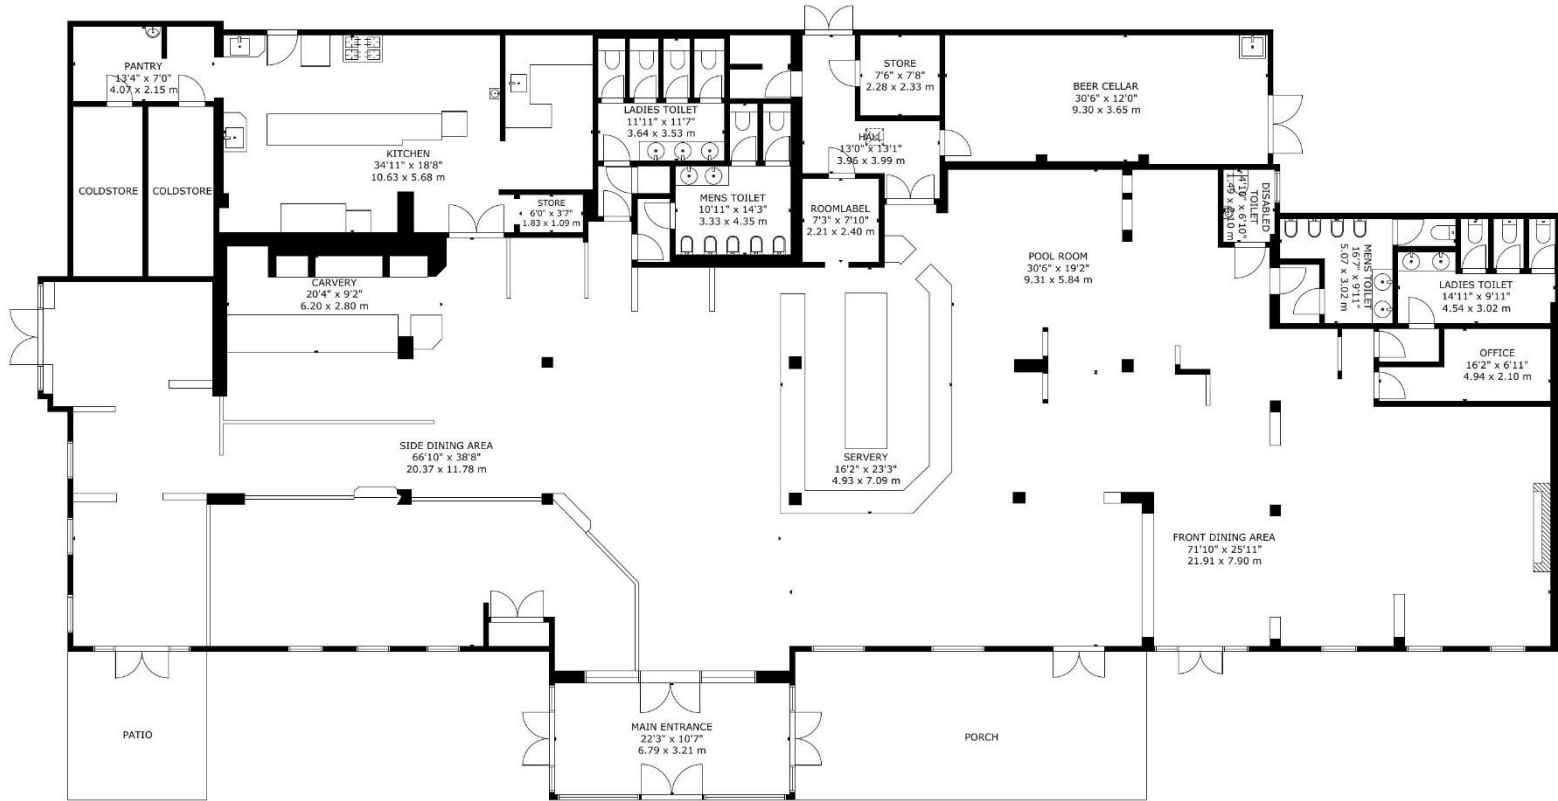 PANTRY
13'4" x 7'0"
4.07 x 2.15 m
COLDSTORE
COLDSTORE
KITCHEN
34'11" x 18'8"
10.63 x 5.68 m
STORE
6'0" x 3'7"
1.83 x 1.09 m
LADIES TOILET
11'11" x 11'7"
3.64 x 3.53 m
MENS TOILET
10'11" x 14'3"
3.33 x 4.35 m
STORE
7'6" x 7'8"
2.28 x 2.33 m
HALL
13'0" x 13'1"
3.96 x 3.99 m
ROOMLABEL
7'3" x 7'10"
2.21 x 2.40 m
BEER CELLAR
30'6" x 12'0"
9.30 x 3.65 m
DISABLED
TOILET
4'10" x 6'10"
POOL ROOM
30'6" x 19'2"
9.31 x 5.84 m
MENS TOILET
16'7" x 9'11"
5.07 x 3.02 m
LADIES TOILET
14'11" x 9'11"
4.54 x 3.02 m
OFFICE
16'2" x 6'11"
4.94 x 2.10 m
CARVERY
20'4" x 9'2"
6.20 x 2.80 m
SIDE DINING AREA
66'10" x 38'8"
20.37 x 11.78 m
SERVERY
16'2" x 23'3"
4.93 x 7.09 m
FRONT DINING AREA
71'10" x 25'11"
21.91 x 7.90 m
PATIO
MAIN ENTRANCE
22'3" x 10'7"
6.79 x 3.21 m
PORCH